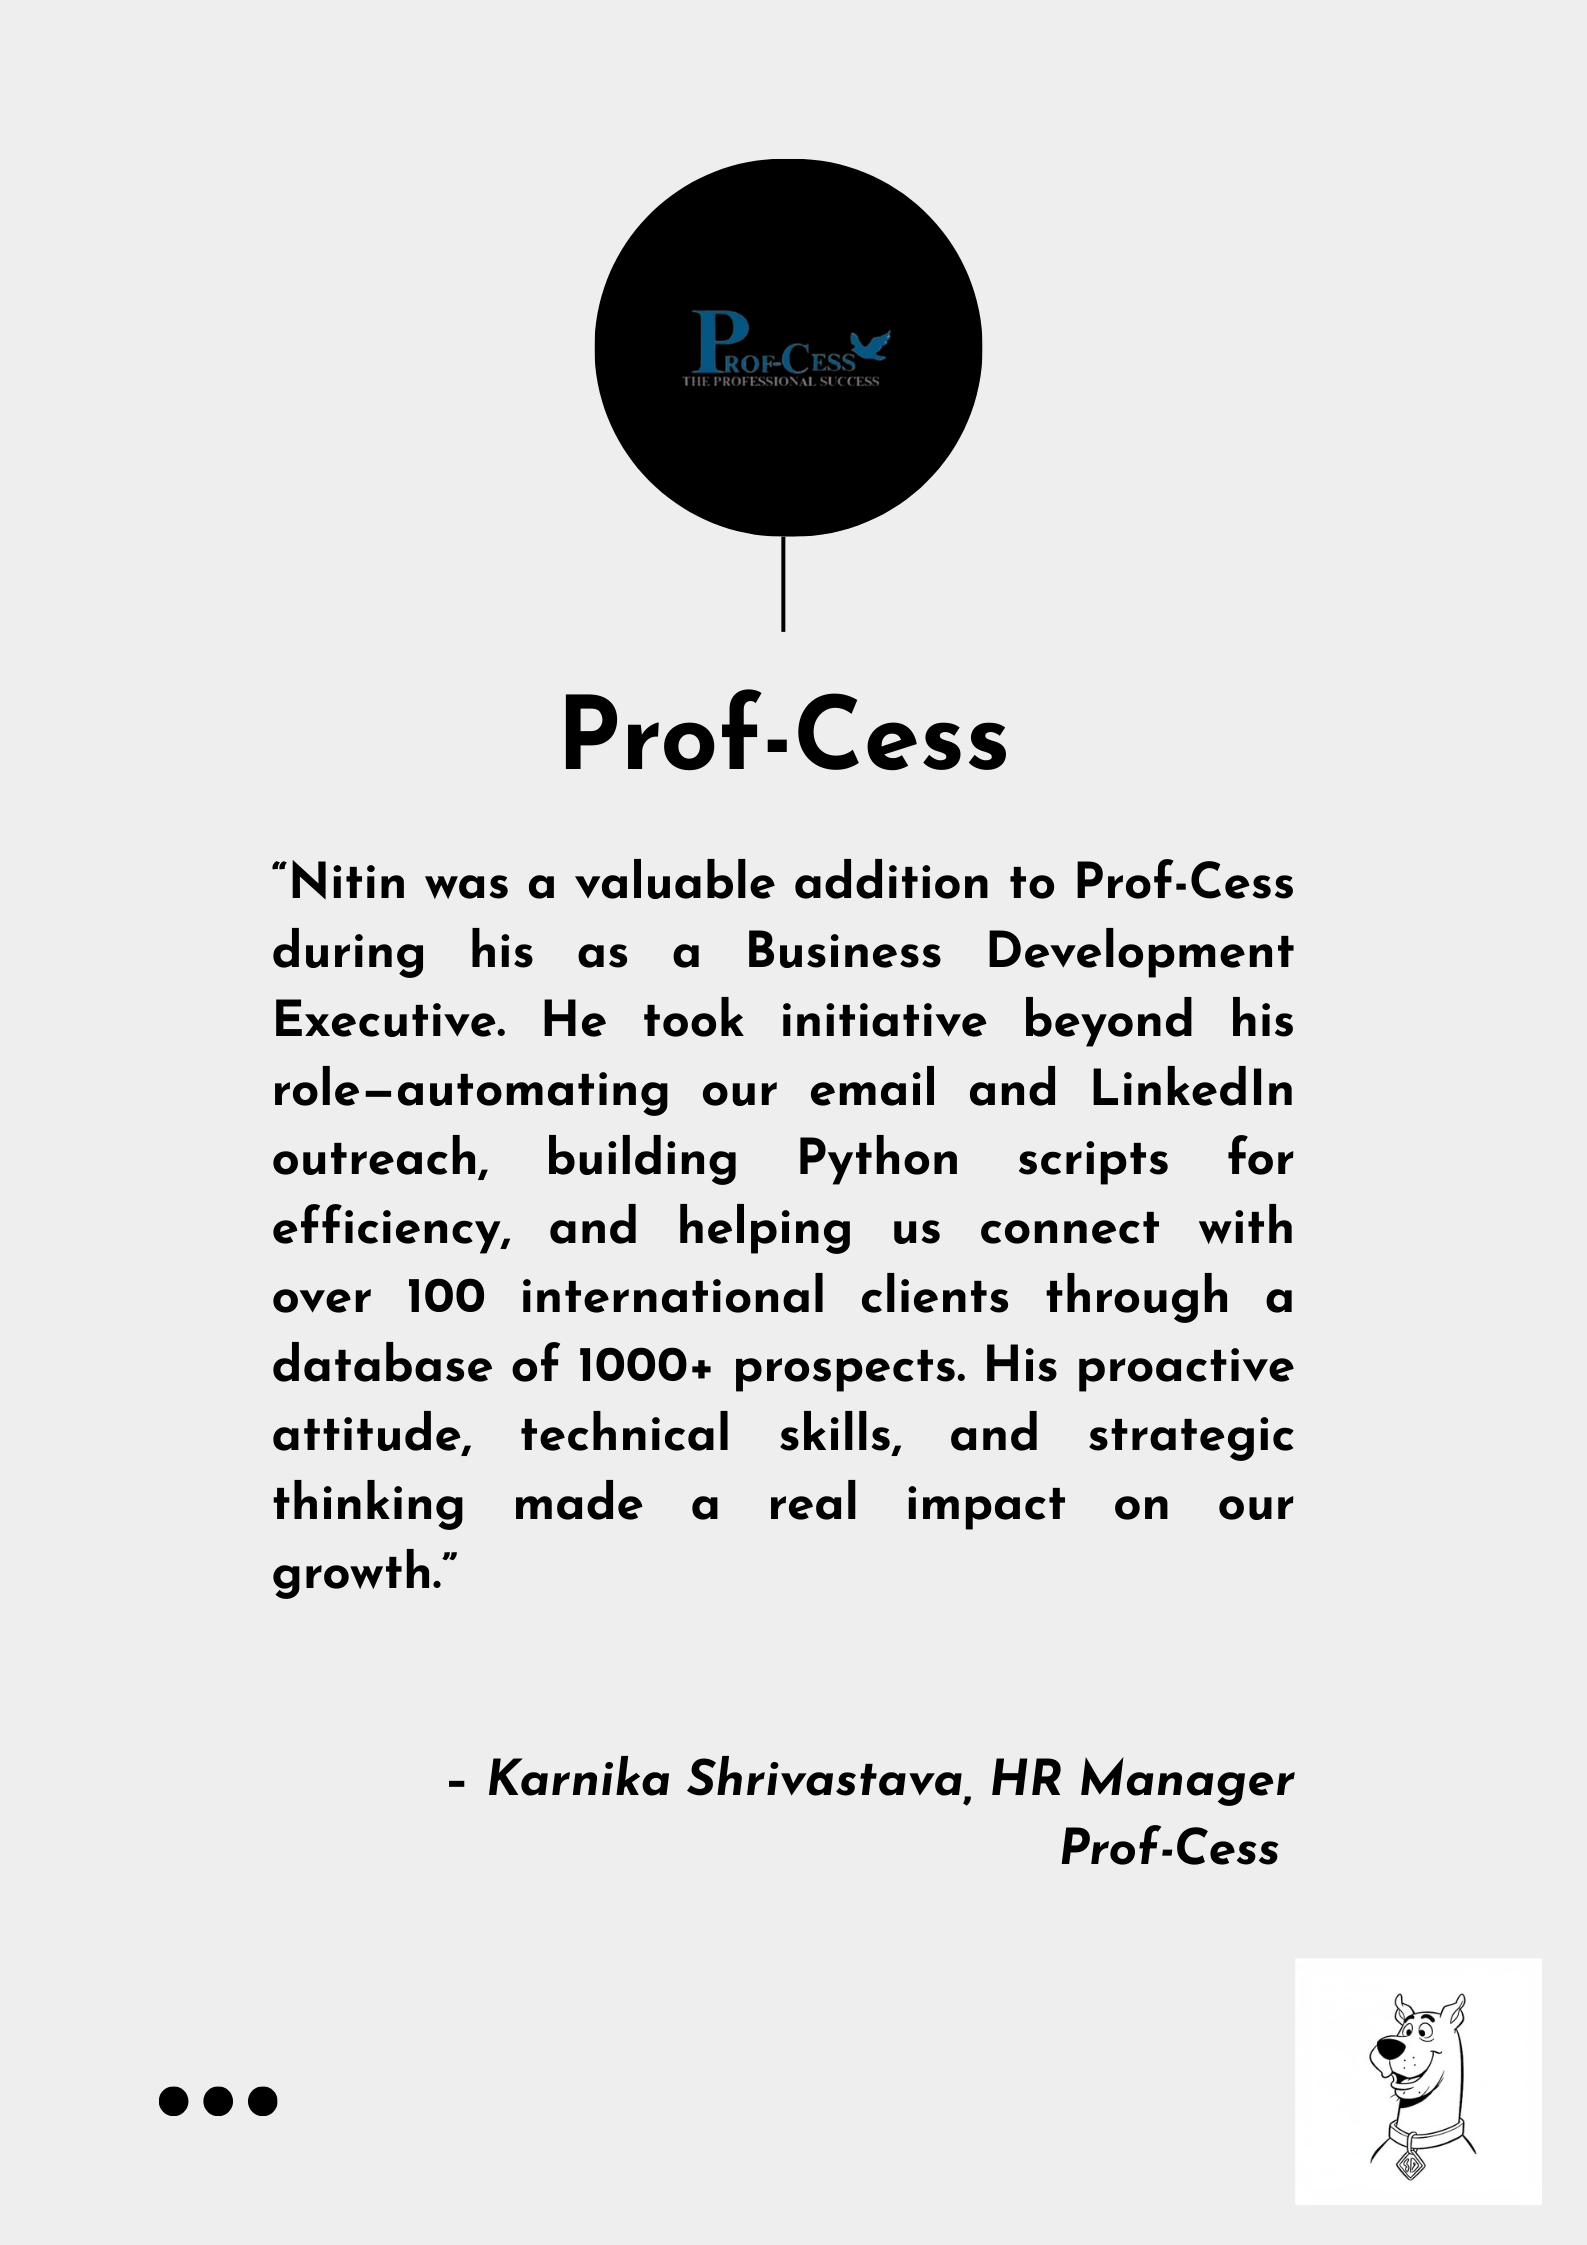 PROF-CESS
THE PROFESSIONAL SUCCESS
Prof-Cess
“Nitin was a valuable addition to Prof-Cess
during his as a Business Development
Executive. He took initiative beyond his
role—automating our email and LinkedIn
outreach, building Python scripts for
efficiency, and helping us connect with
over 100 international clients through a
database of 1000+ prospects. His proactive
attitude, technical skills, and strategic
thinking made a real impact on our
growth.”
– Karnika Shrivastava, HR Manager
Prof-Cess
SD